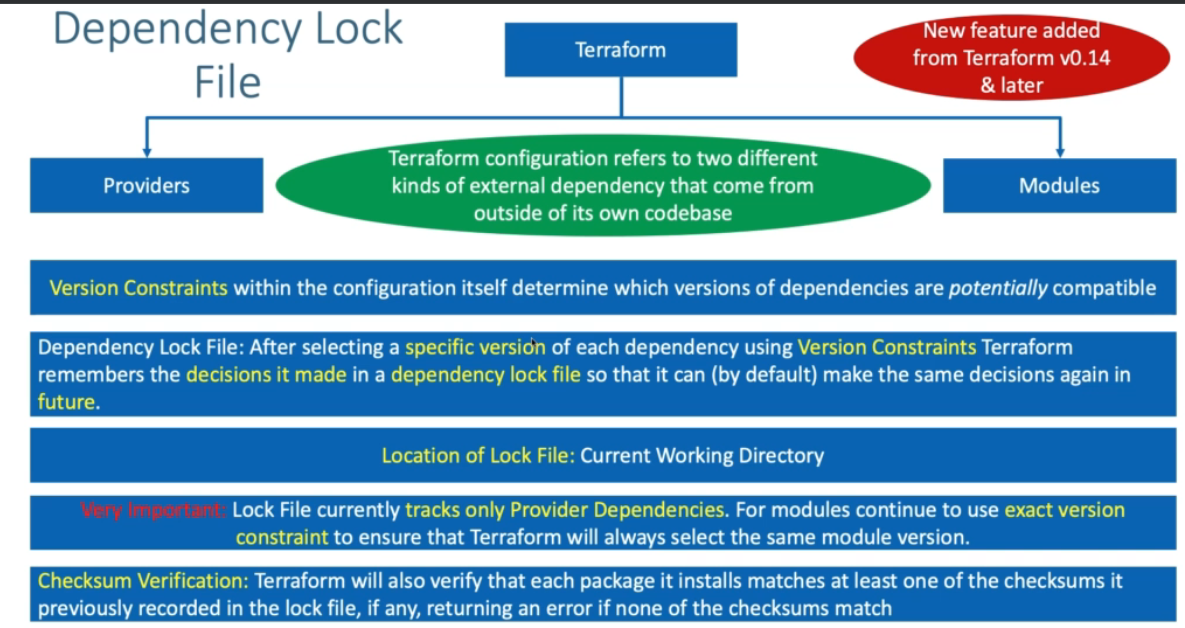 Dependency Lock
File
Terraform
New feature added
from Terraform v0.14
& later
Providers
Terraform configuration refers to two different
kinds of external dependency that come from
outside of its own codebase
Modules
Version Constraints within the configuration itself determine which versions of dependencies are potentially compatible
Dependency Lock File: After selecting a specific version of each dependency using Version Constraints Terraform
remembers the decisions it made in a dependency lock file so that it can (by default) make the same decisions again in
future.
Location of Lock File: Current Working Directory
Very Important: Lock File currently tracks only Provider Dependencies. For modules continue to use exact version
constraint to ensure that Terraform will always select the same module version.
Checksum Verification: Terraform will also verify that each package it installs matches at least one of the checksums it
previously recorded in the lock file, if any, returning an error if none of the checksums match